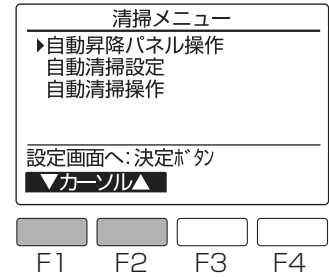 清掃メニュー
▶自動昇降パネル操作
自動清掃設定
自動清掃操作
設定画面へ:決定ボタン
▼カーソル▲
F1 F2 F3 F4